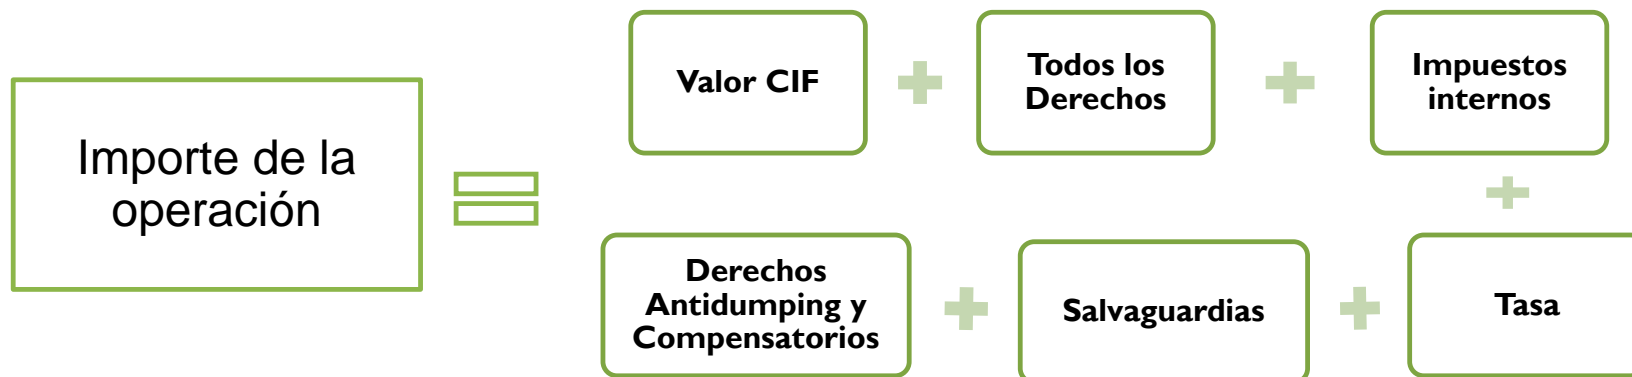 Importe de la
operación
Valor CIF
Todos los
Derechos
Impuestos
internos
Tasa
Salvaguardias
Derechos
Antidumping y
Compensatorios